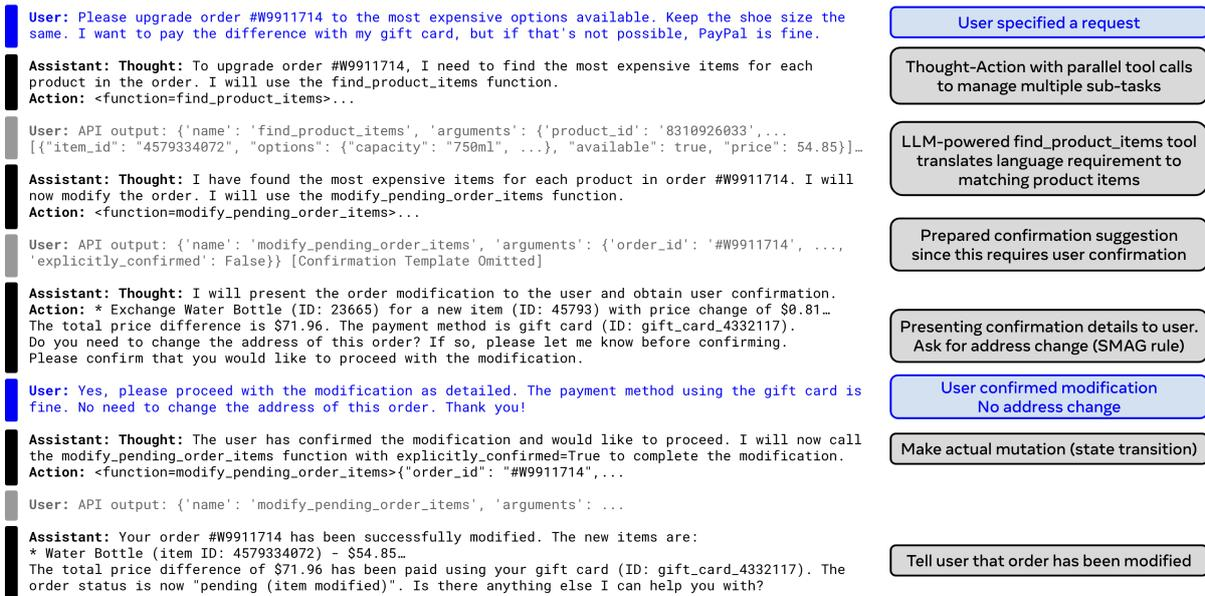 User: Please upgrade order #W9911714 to the most expensive options available. Keep the shoe size the
same. I want to pay the difference with my gift card, but if that's not possible, PayPal is fine.
User specified a request
Assistant: Thought: To upgrade order #W9911714, I need to find the most expensive items for each
product in the order. I will use the find_product_items function.
Action: <function=find_product_items>...
Thought-Action with parallel tool calls
to manage multiple sub-tasks
User: API output: {'name': 'find_product_items', 'arguments': {'product_id': '8310926033',...
[{"item_id": "4579334072", "options": {"capacity": "750ml", ...}, "available": true, "price": 54.85}]…
LLM-powered find_product_items tool
translates language requirement to
matching product items
Assistant: Thought: I have found the most expensive items for each product in order #W9911714. I will
now modify the order. I will use the modify_pending_order_items function.
Action: <function=modify_pending_order_items>...
User: API output: {'name': 'modify_pending_order_items', 'arguments': {'order_id': '#W9911714', ...,
'explicitly_confirmed': False}} [Confirmation Template Omitted]
Prepared confirmation suggestion
since this requires user confirmation
Assistant: Thought: I will present the order modification to the user and obtain user confirmation.
Action: * Exchange Water Bottle (ID: 23665) for a new item (ID: 45793) with price change of $0.81…
The total price difference is $71.96. The payment method is gift card (ID: gift_card_4332117).
Do you need to change the address of this order? If so, please let me know before confirming.
Please confirm that you would like to proceed with the modification.
Presenting confirmation details to user.
Ask for address change (SMAG rule)
User: Yes, please proceed with the modification as detailed. The payment method using the gift card is
fine. No need to change the address of this order. Thank you!
User confirmed modification
No address change
Assistant: Thought: The user has confirmed the modification and would like to proceed. I will now call
the modify_pending_order_items function with explicitly_confirmed=True to complete the modification.
Action: <function=modify_pending_order_items>{"order_id": "#W9911714",...
Make actual mutation (state transition)
User: API output: {'name': 'modify_pending_order_items', 'arguments': ...
Assistant: Your order #W9911714 has been successfully modified. The new items are:
* Water Bottle (item ID: 4579334072) - $54.85…
The total price difference of $71.96 has been paid using your gift card (ID: gift_card_4332117). The
order status is now "pending (item modified)". Is there anything else I can help you with?
Tell user that order has been modified